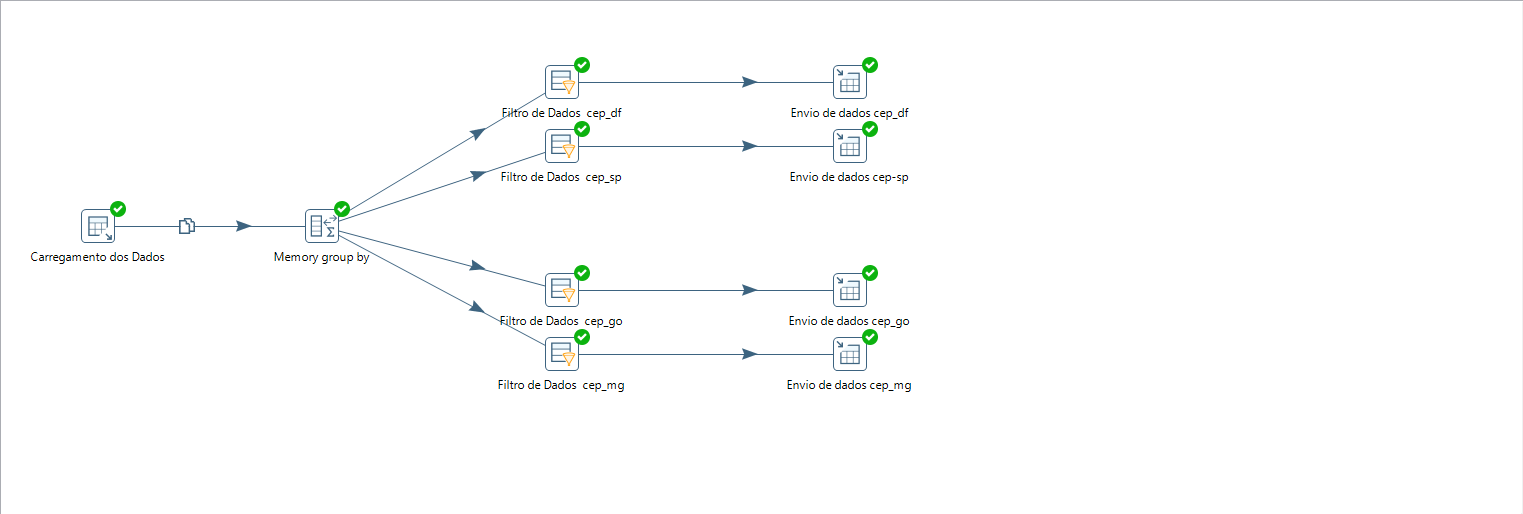 Filtro de Dados  cep_df
Envio de dados cep_df
Filtro de Dados  cep_sp
Envio de dados cep-sp
Carregamento dos Dados
Memory group by
Filtro de Dados  cep_go
Envio de dados cep_go
Filtro de Dados  cep_mg
Envio de dados cep_mg